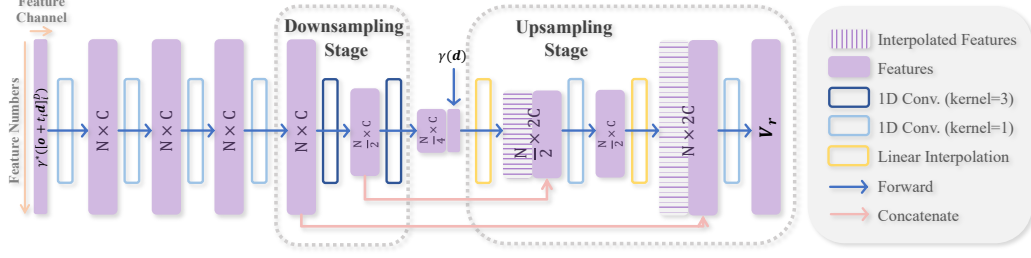 Feature
Channel
Feature Numbers
γ*([o + t_i d]_i^D)
N × C
N × C
N × C
Downsampling
Stage
N × C
N/2 × C
N/4 × C
γ(d)
Upsampling
Stage
N/2 × 2C
N/2 × C
N × 2C
V_r
Interpolated Features
Features
1D Conv. (kernel=3)
1D Conv. (kernel=1)
Linear Interpolation
Forward
Concatenate